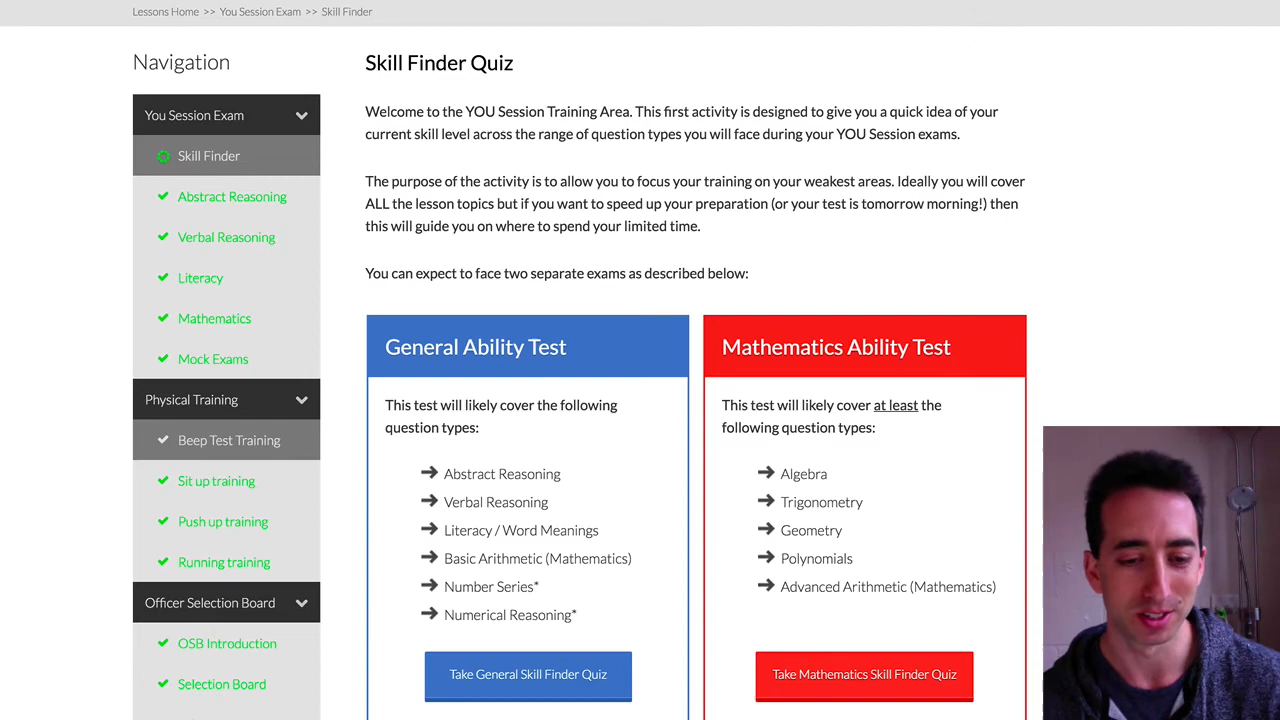 Lessons Home >> You Session Exam >> Skill Finder
Navigation
You Session Exam
Skill Finder
Abstract Reasoning
Verbal Reasoning
Literacy
Mathematics
Mock Exams
Physical Training
Beep Test Training
Sit up training
Push up training
Running training
Officer Selection Board
OSB Introduction
Selection Board
Skill Finder Quiz
Welcome to the YOU Session Training Area. This first activity is designed to give you a quick idea of your
current skill level across the range of question types you will face during your YOU Session exams.
The purpose of the activity is to allow you to focus your training on your weakest areas. Ideally you will cover
ALL the lesson topics but if you want to speed up your preparation (or your test is tomorrow morning!) then
this will guide you on where to spend your limited time.
You can expect to face two separate exams as described below:
General Ability Test
This test will likely cover the following
question types:
Abstract Reasoning
Verbal Reasoning
Literacy / Word Meanings
Basic Arithmetic (Mathematics)
Number Series*
Numerical Reasoning*
Take General Skill Finder Quiz
Mathematics Ability Test
This test will likely cover at least the
following question types:
Algebra
Trigonometry
Geometry
Polynomials
Advanced Arithmetic (Mathematics)
Take Mathematics Skill Finder Quiz